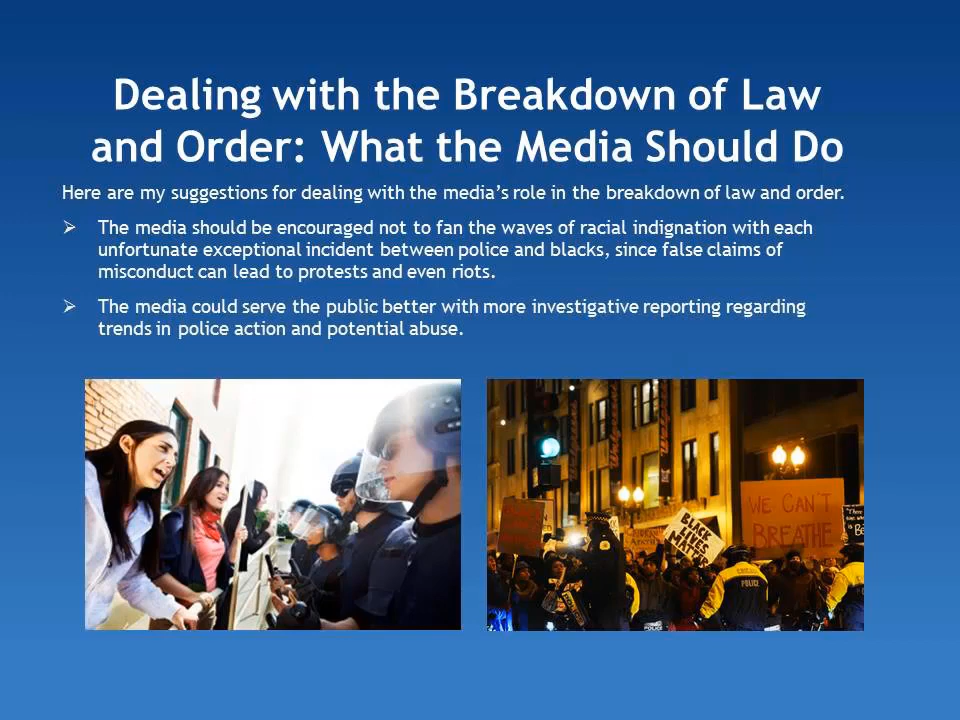 Dealing with the Breakdown of Law
and Order: What the Media Should Do
Here are my suggestions for dealing with the media's role in the breakdown of law and order.
➢ The media should be encouraged not to fan the waves of racial indignation with each
unfortunate exceptional incident between police and blacks, since false claims of
misconduct can lead to protests and even riots.
➢ The media could serve the public better with more investigative reporting regarding
trends in police action and potential abuse.
Walgreens
WE CAN'T
BREATHE
BLACK
LIVES
MATTER
CHICAGO
POLICE
POLICE